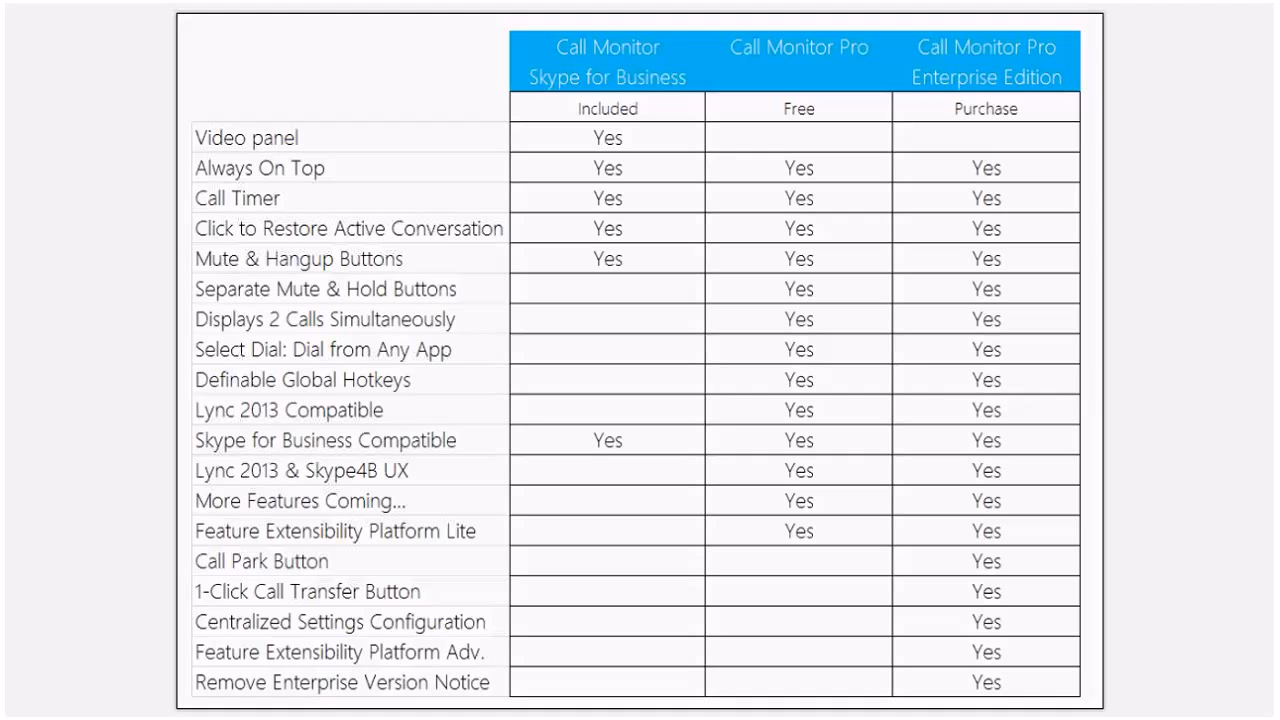 Call Monitor Call Monitor Pro Call Monitor Pro
Skype for Business Enterprise Edition
Included Free Purchase
Video panel Yes
Always On Top Yes Yes Yes
Call Timer Yes Yes Yes
Click to Restore Active Conversation Yes Yes Yes
Mute & Hangup Buttons Yes Yes Yes
Separate Mute & Hold Buttons Yes Yes
Displays 2 Calls Simultaneously Yes Yes
Select Dial: Dial from Any App Yes Yes
Definable Global Hotkeys Yes Yes
Lync 2013 Compatible Yes Yes
Skype for Business Compatible Yes Yes Yes
Lync 2013 & Skype4B UX Yes Yes
More Features Coming... Yes Yes
Feature Extensibility Platform Lite Yes Yes
Call Park Button Yes
1-Click Call Transfer Button Yes
Centralized Settings Configuration Yes
Feature Extensibility Platform Adv. Yes
Remove Enterprise Version Notice Yes